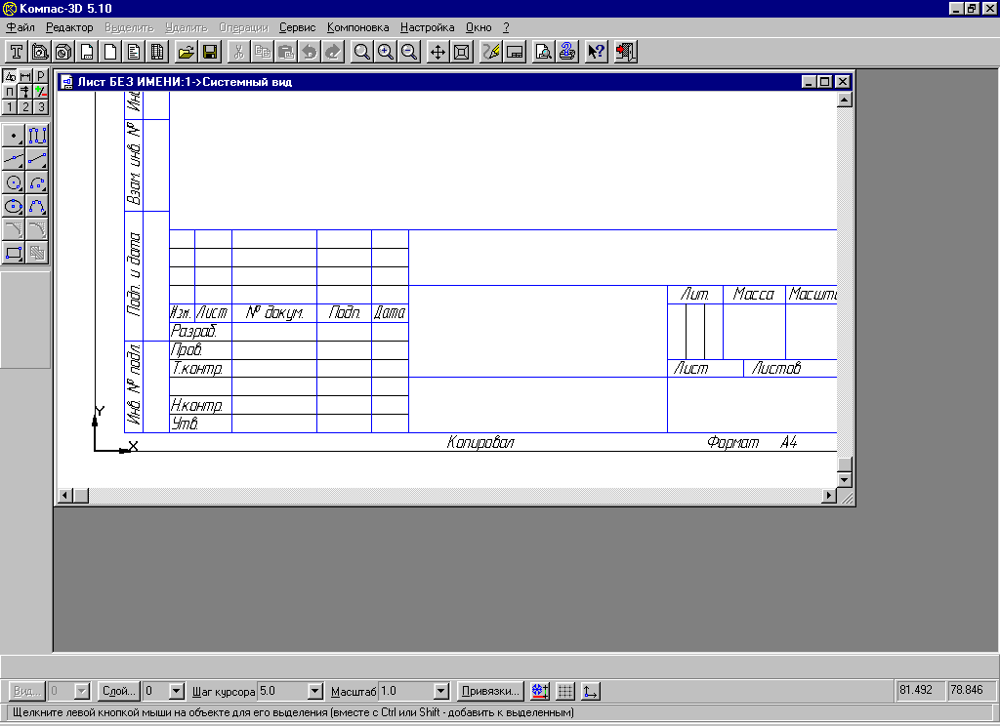 Компас-3D 5.10
Файл Редактор Выделить Удалить Операции Сервис Компоновка Настройка Окно ?
Лист БЕЗ ИМЕНИ:1->Системный вид
1 2 3
Взам. инв. №
Подп. и дата
Инв. № подл.
Лит. Масса
Изм. Лист № докум. Подп. Дата
Разраб.
Пров.
Т.контр.
Лист Листов
Н.контр.
Утв.
Y
X
Копировал Формат А4
Вид... 0 Слой... 0 Шаг курсора 5.0 Масштаб 1.0 Привязки... 81.492 78.846
Щелкните левой кнопкой мыши на объекте для его выделения (вместе с Ctrl или Shift - добавить к выделенным)